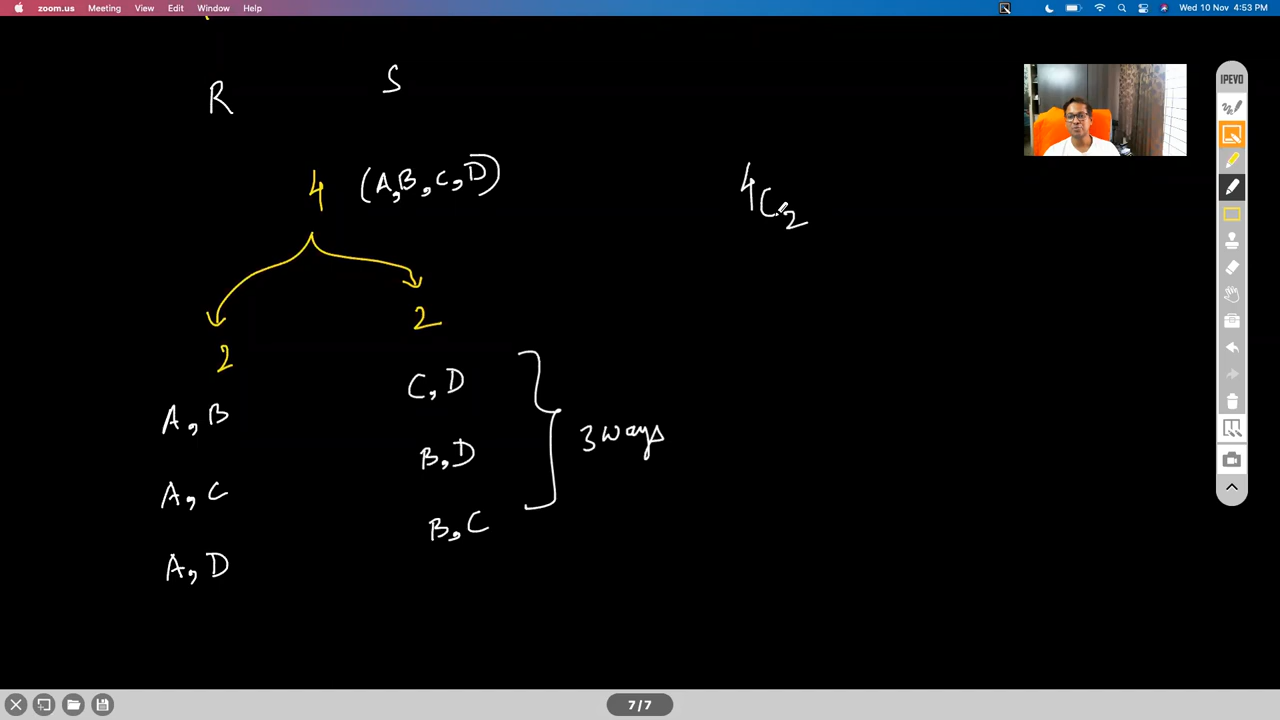 zoom.us Meeting View Edit Window Help Wed 10 Nov 4:53 PM
IPEVO
R S
4 (A,B,C,D) 4C2
2 2
A,B C,D
A,C B,D 3 ways
A,D B,C
7/7